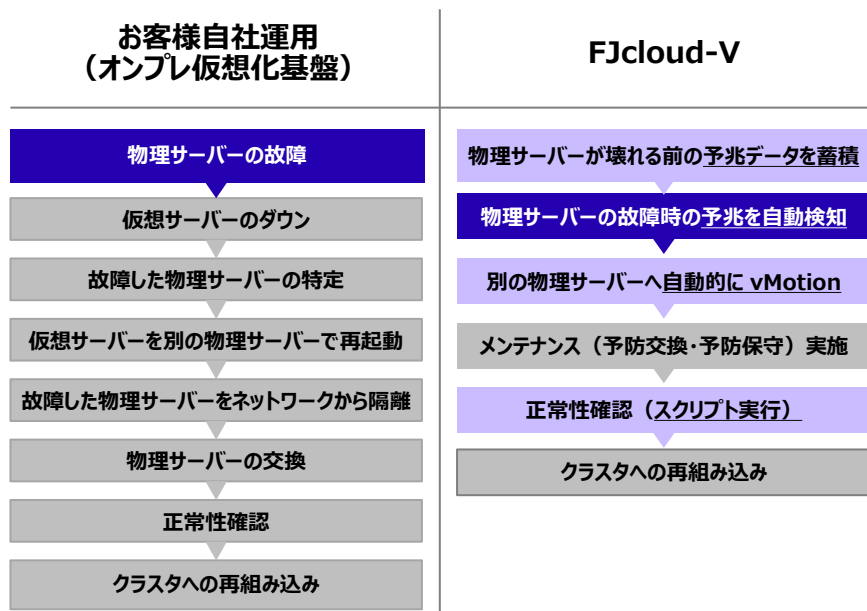 お客様自社運用
（オンプレ仮想化基盤）
物理サーバーの故障
仮想サーバーのダウン
故障した物理サーバーの特定
仮想サーバーを別の物理サーバーで再起動
故障した物理サーバーをネットワークから隔離
物理サーバーの交換
正常性確認
クラスタへの再組み込み
FJcloud-V
物理サーバーが壊れる前の予兆データを蓄積
物理サーバーの故障時の予兆を自動検知
別の物理サーバーへ自動的に vMotion
メンテナンス（予防交換・予防保守）実施
正常性確認（スクリプト実行）
クラスタへの再組み込み